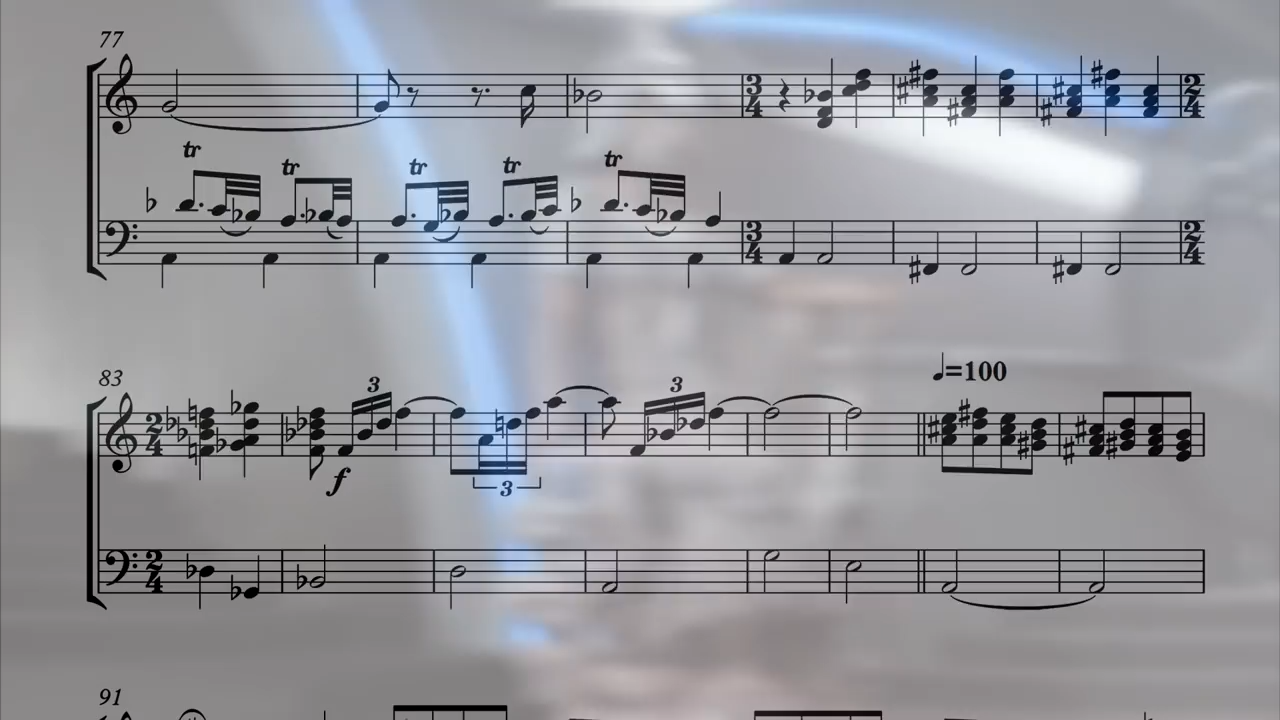 77
tr tr tr tr tr
3 4 2 4
3 4 2 4
83
♩=100
3 3
2 4
f
3
2 4
91